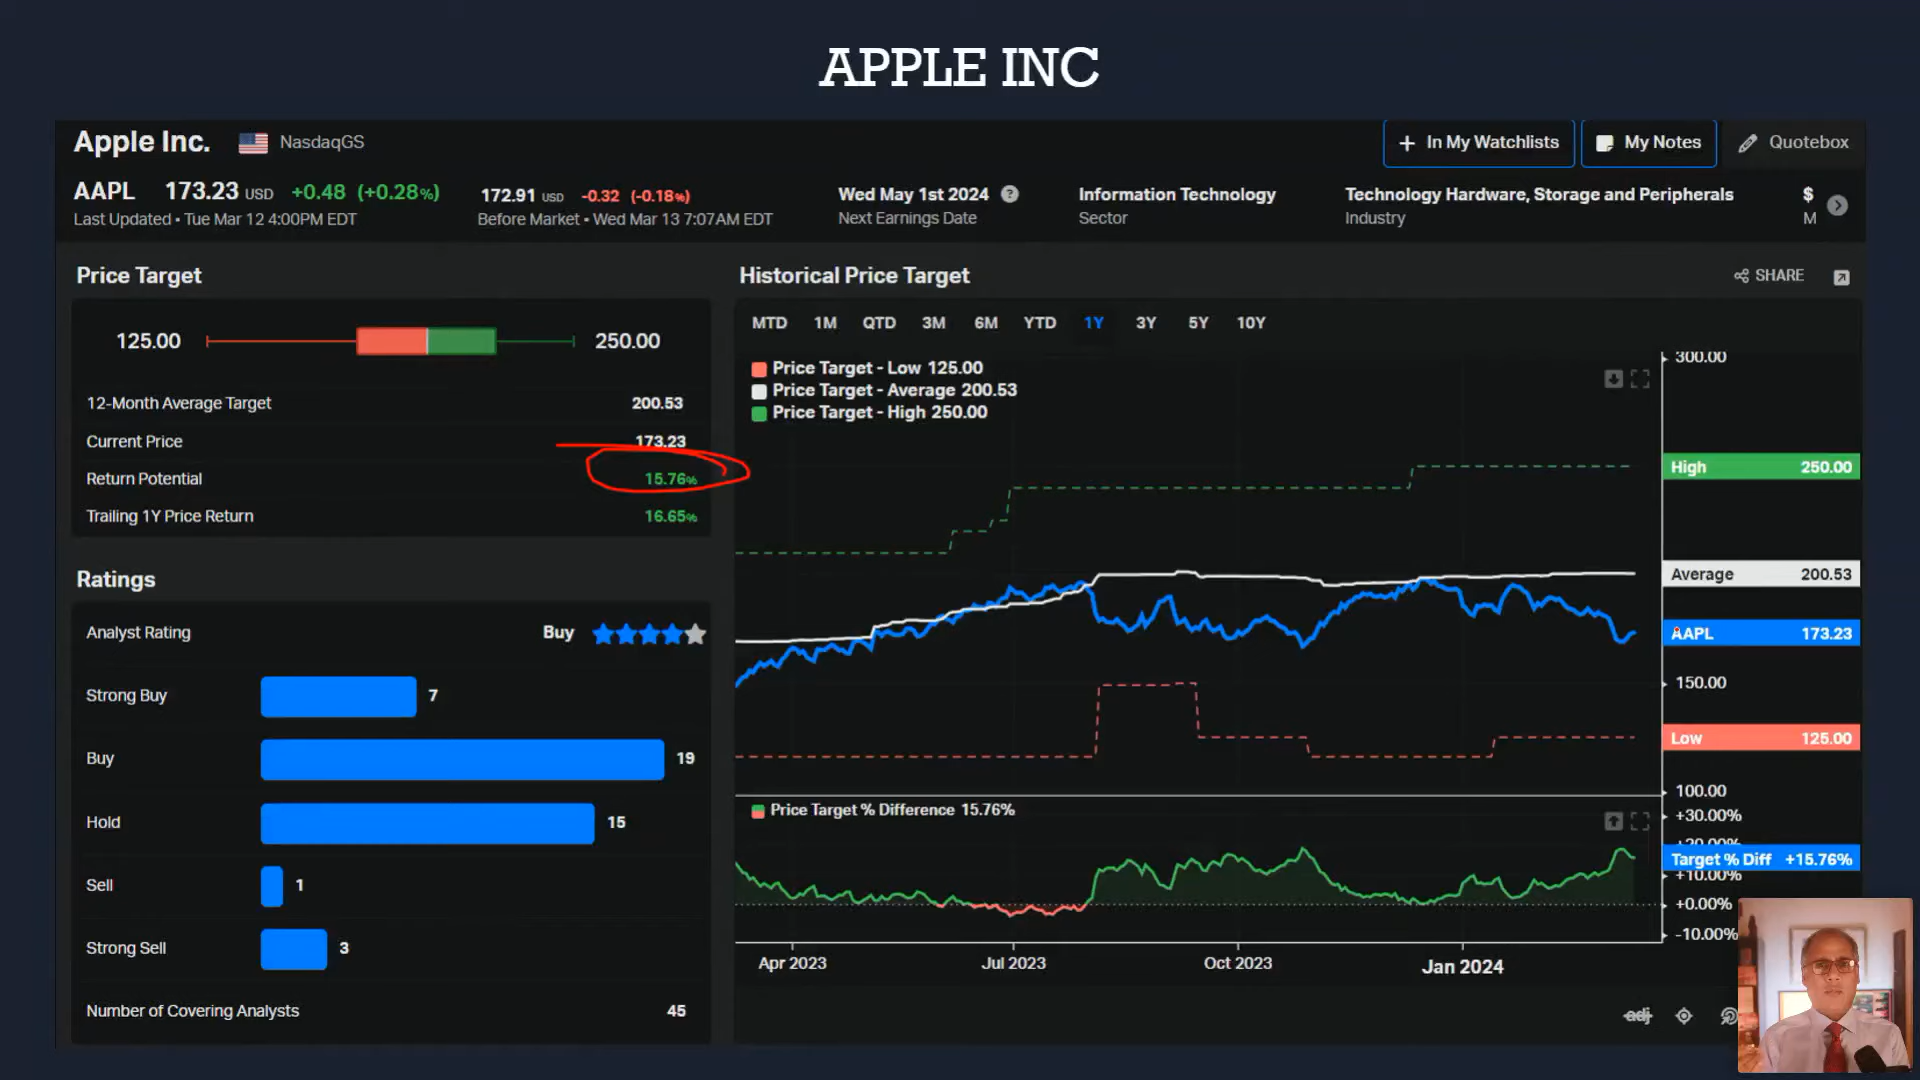 APPLE INC
Apple Inc. NasdaqGS
+ In My Watchlists My Notes Quotebox
AAPL 173.23 USD +0.48 (+0.28%)
Last Updated • Tue Mar 12 4:00PM EDT
172.91 USD -0.32 (-0.18%)
Before Market • Wed Mar 13 7:07AM EDT
Wed May 1st 2024 ?
Next Earnings Date
Information Technology
Sector
Technology Hardware, Storage and Peripherals
Industry
$
M
Price Target
125.00 250.00
12-Month Average Target 200.53
Current Price 173.23
Return Potential 15.76%
Trailing 1Y Price Return 16.65%
Ratings
Analyst Rating Buy
Strong Buy 7
Buy 19
Hold 15
Sell 1
Strong Sell 3
Number of Covering Analysts 45
Historical Price Target
SHARE
MTD 1M QTD 3M 6M YTD 1Y 3Y 5Y 10Y
Price Target - Low 125.00
Price Target - Average 200.53
Price Target - High 250.00
300.00
High 250.00
Average 200.53
AAPL 173.23
150.00
Low 125.00
100.00
Price Target % Difference 15.76%
+30.00%
Target % Diff +15.76%
+10.00%
+0.00%
-10.00%
Apr 2023 Jul 2023 Oct 2023 Jan 2024
adj